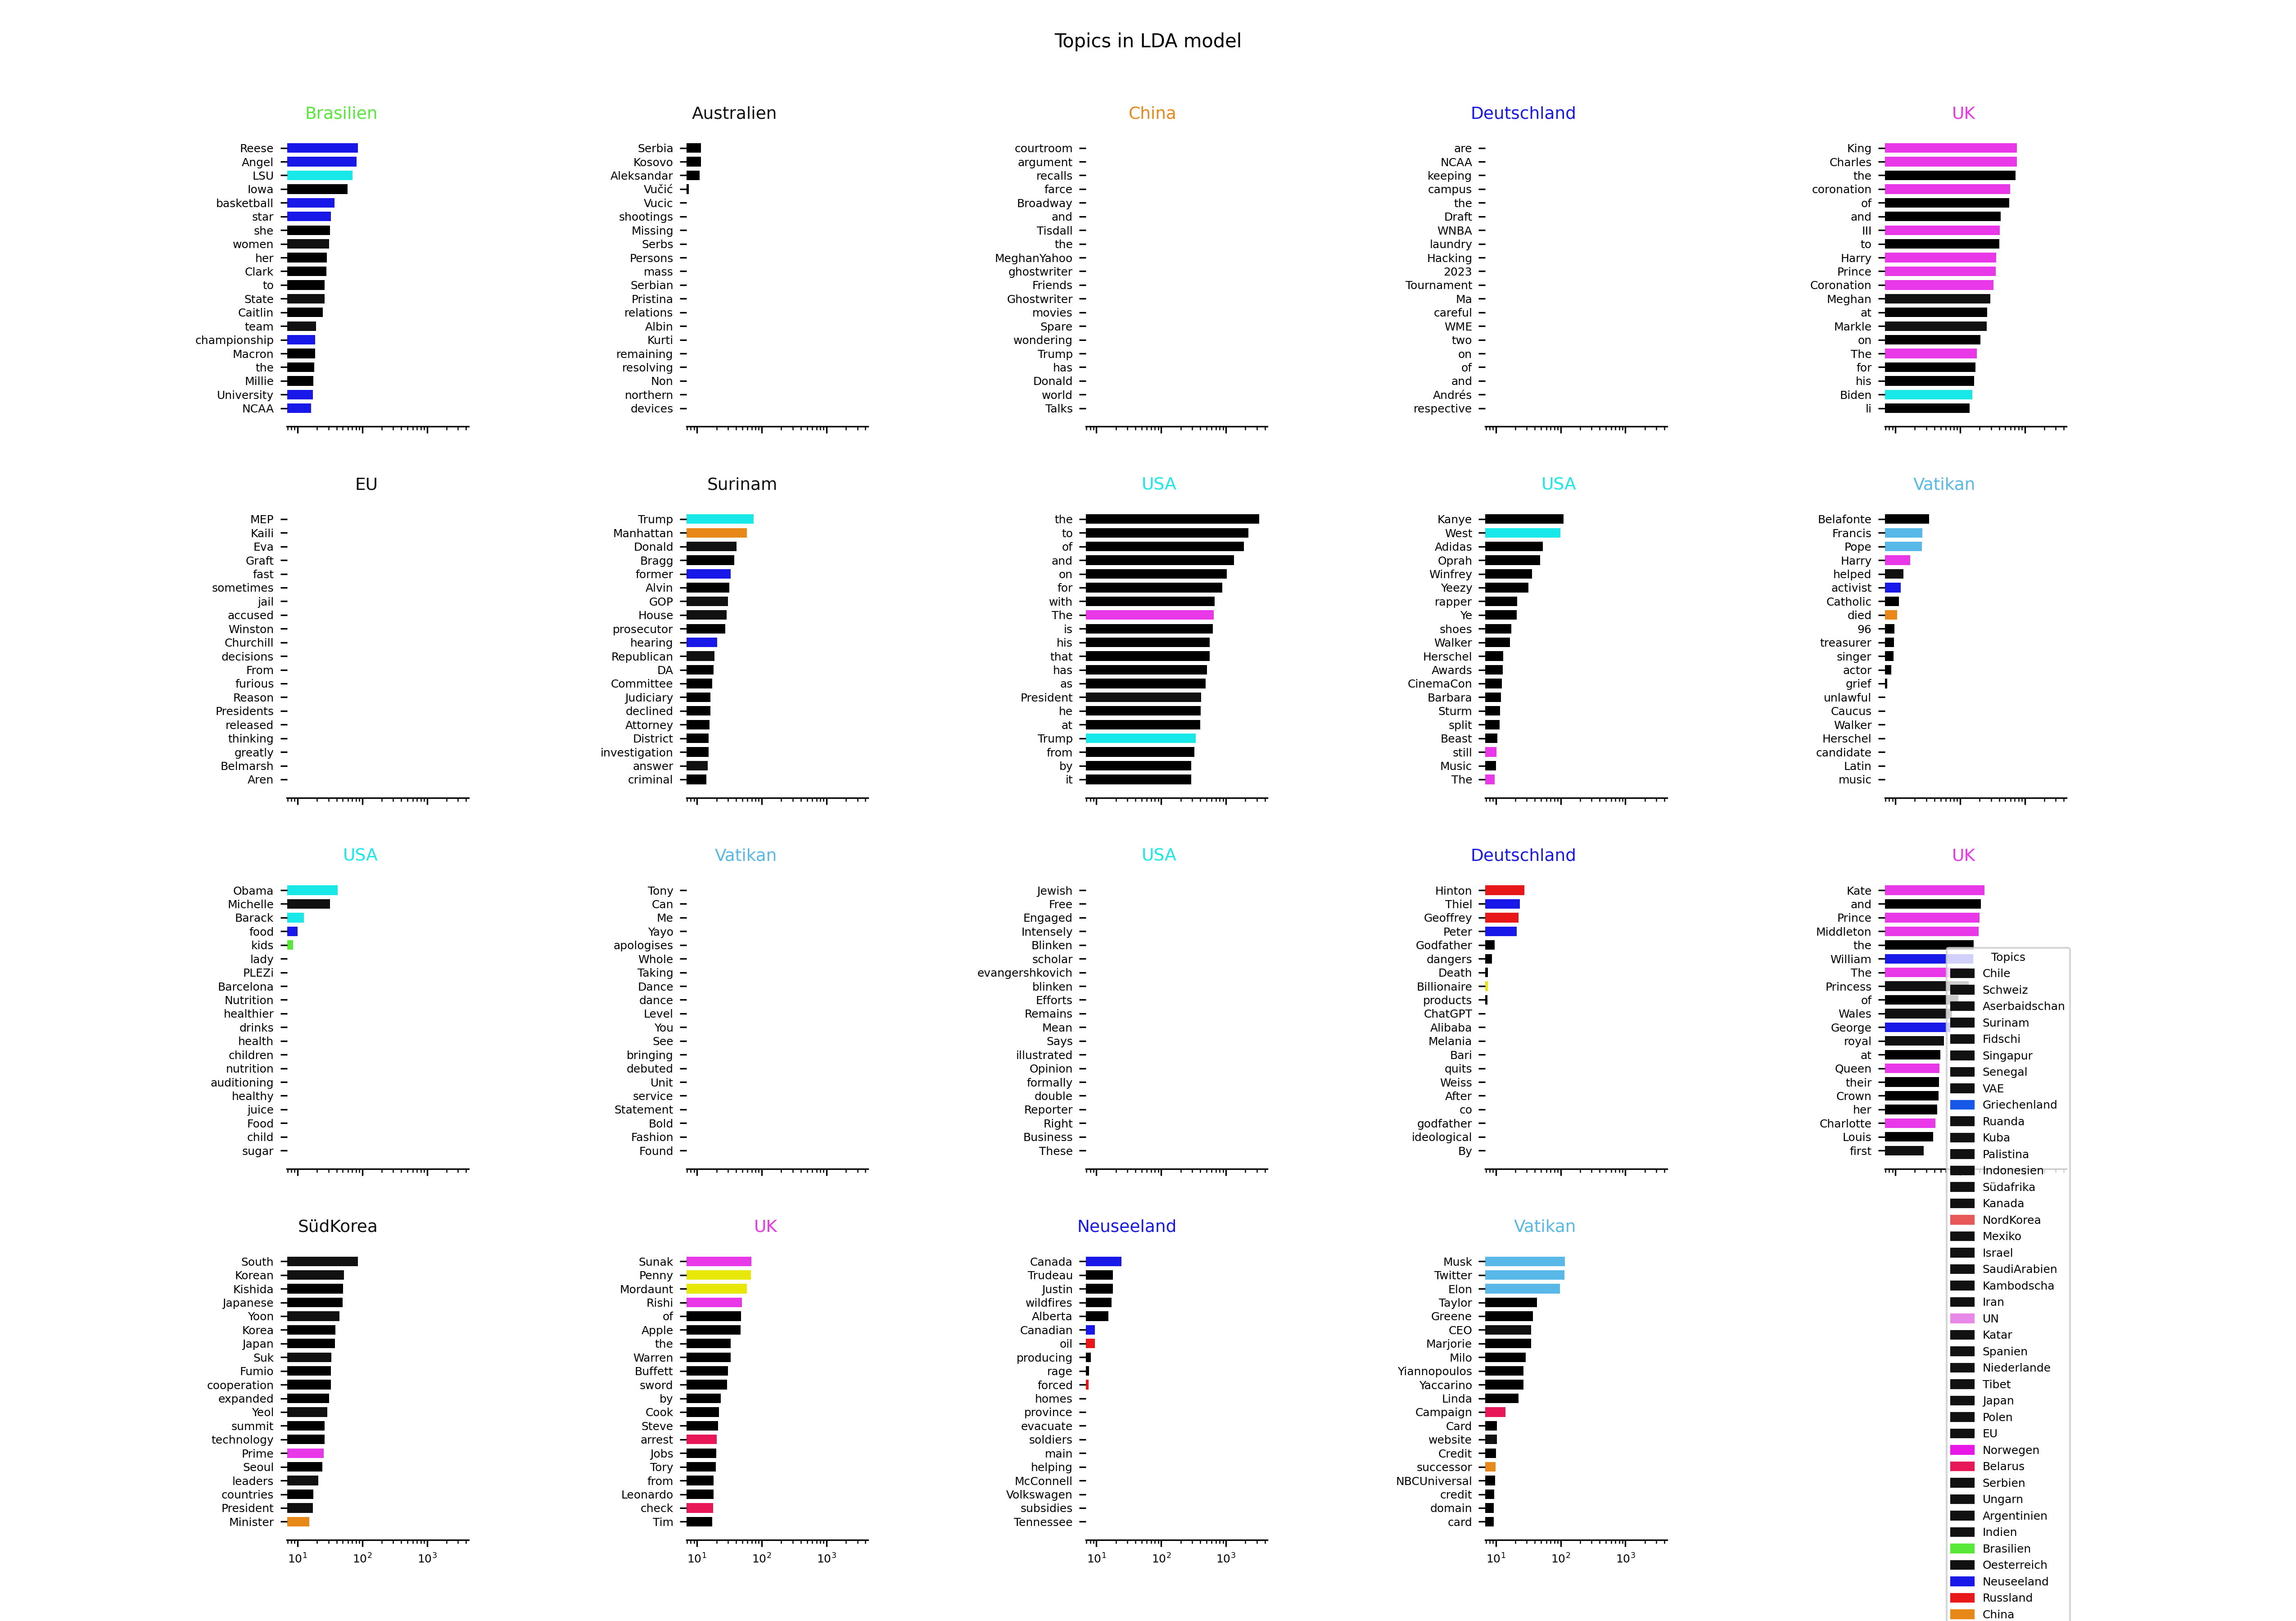 Topics in LDA model
Brasilien
Reese
Angel
LSU
Iowa
basketball
star
she
women
her
Clark
to
State
Caitlin
team
championship
Macron
the
Millie
University
NCAA
Australien
Serbia
Kosovo
Aleksandar
Vučić
Vucic
shootings
Missing
Serbs
Persons
mass
Serbian
Pristina
relations
Albin
Kurti
remaining
resolving
Non
northern
devices
China
courtroom
argument
recalls
farce
Broadway
and
Tisdall
the
MeghanYahoo
ghostwriter
Friends
Ghostwriter
movies
Spare
wondering
Trump
has
Donald
world
Talks
Deutschland
are
NCAA
keeping
campus
the
Draft
WNBA
laundry
Hacking
2023
Tournament
Ma
careful
WME
two
on
of
and
Andrés
respective
UK
King
Charles
the
coronation
of
and
III
to
Harry
Prince
Coronation
Meghan
at
Markle
on
The
for
his
Biden
li
EU
MEP
Kaili
Eva
Graft
fast
sometimes
jail
accused
Winston
Churchill
decisions
From
furious
Reason
Presidents
released
thinking
greatly
Belmarsh
Aren
Surinam
Trump
Manhattan
Donald
Bragg
former
Alvin
GOP
House
prosecutor
hearing
Republican
DA
Committee
Judiciary
declined
Attorney
District
investigation
answer
criminal
USA
the
to
of
and
on
for
with
The
is
his
that
has
as
President
he
at
Trump
from
by
it
USA
Kanye
West
Adidas
Oprah
Winfrey
Yeezy
rapper
Ye
shoes
Walker
Herschel
Awards
CinemaCon
Barbara
Sturm
split
Beast
still
Music
The
Vatikan
Belafonte
Francis
Pope
Harry
helped
activist
Catholic
died
96
treasurer
singer
actor
grief
unlawful
Caucus
Walker
Herschel
candidate
Latin
music
USA
Obama
Michelle
Barack
food
kids
lady
PLEZi
Barcelona
Nutrition
healthier
drinks
health
children
nutrition
auditioning
healthy
juice
Food
child
sugar
Vatikan
Tony
Can
Me
Yayo
apologises
Whole
Taking
Dance
dance
Level
You
See
bringing
debuted
Unit
service
Statement
Bold
Fashion
Found
USA
Jewish
Free
Engaged
Intensely
Blinken
scholar
evangershkovich
blinken
Efforts
Remains
Mean
Says
illustrated
Opinion
formally
double
Reporter
Right
Business
These
Deutschland
Hinton
Thiel
Geoffrey
Peter
Godfather
dangers
Death
Billionaire
products
ChatGPT
Alibaba
Melania
Bari
quits
Weiss
After
co
godfather
ideological
By
UK
Kate
and
Prince
Middleton
the
William
The
Princess
of
Wales
George
royal
at
Queen
their
Crown
her
Charlotte
Louis
first
SüdKorea
South
Korean
Kishida
Japanese
Yoon
Korea
Japan
Suk
Fumio
cooperation
expanded
Yeol
summit
technology
Prime
Seoul
leaders
countries
President
Minister
10¹ 10² 10³
UK
Sunak
Penny
Mordaunt
Rishi
of
Apple
the
Warren
Buffett
sword
by
Cook
Steve
arrest
Jobs
Tory
from
Leonardo
check
Tim
10¹ 10² 10³
Neuseeland
Canada
Trudeau
Justin
wildfires
Alberta
Canadian
oil
producing
rage
forced
homes
province
evacuate
soldiers
main
helping
McConnell
Volkswagen
subsidies
Tennessee
10¹ 10² 10³
Vatikan
Musk
Twitter
Elon
Taylor
Greene
CEO
Marjorie
Milo
Yiannopoulos
Yaccarino
Linda
Campaign
Card
website
Credit
successor
NBCUniversal
credit
domain
card
10¹ 10² 10³
Topics
Chile
Schweiz
Aserbaidschan
Surinam
Fidschi
Singapur
Senegal
VAE
Griechenland
Ruanda
Kuba
Palistina
Indonesien
Südafrika
Kanada
NordKorea
Mexiko
Israel
SaudiArabien
Kambodscha
Iran
UN
Katar
Spanien
Niederlande
Tibet
Japan
Polen
EU
Norwegen
Belarus
Serbien
Ungarn
Argentinien
Indien
Brasilien
Oesterreich
Neuseeland
Russland
China